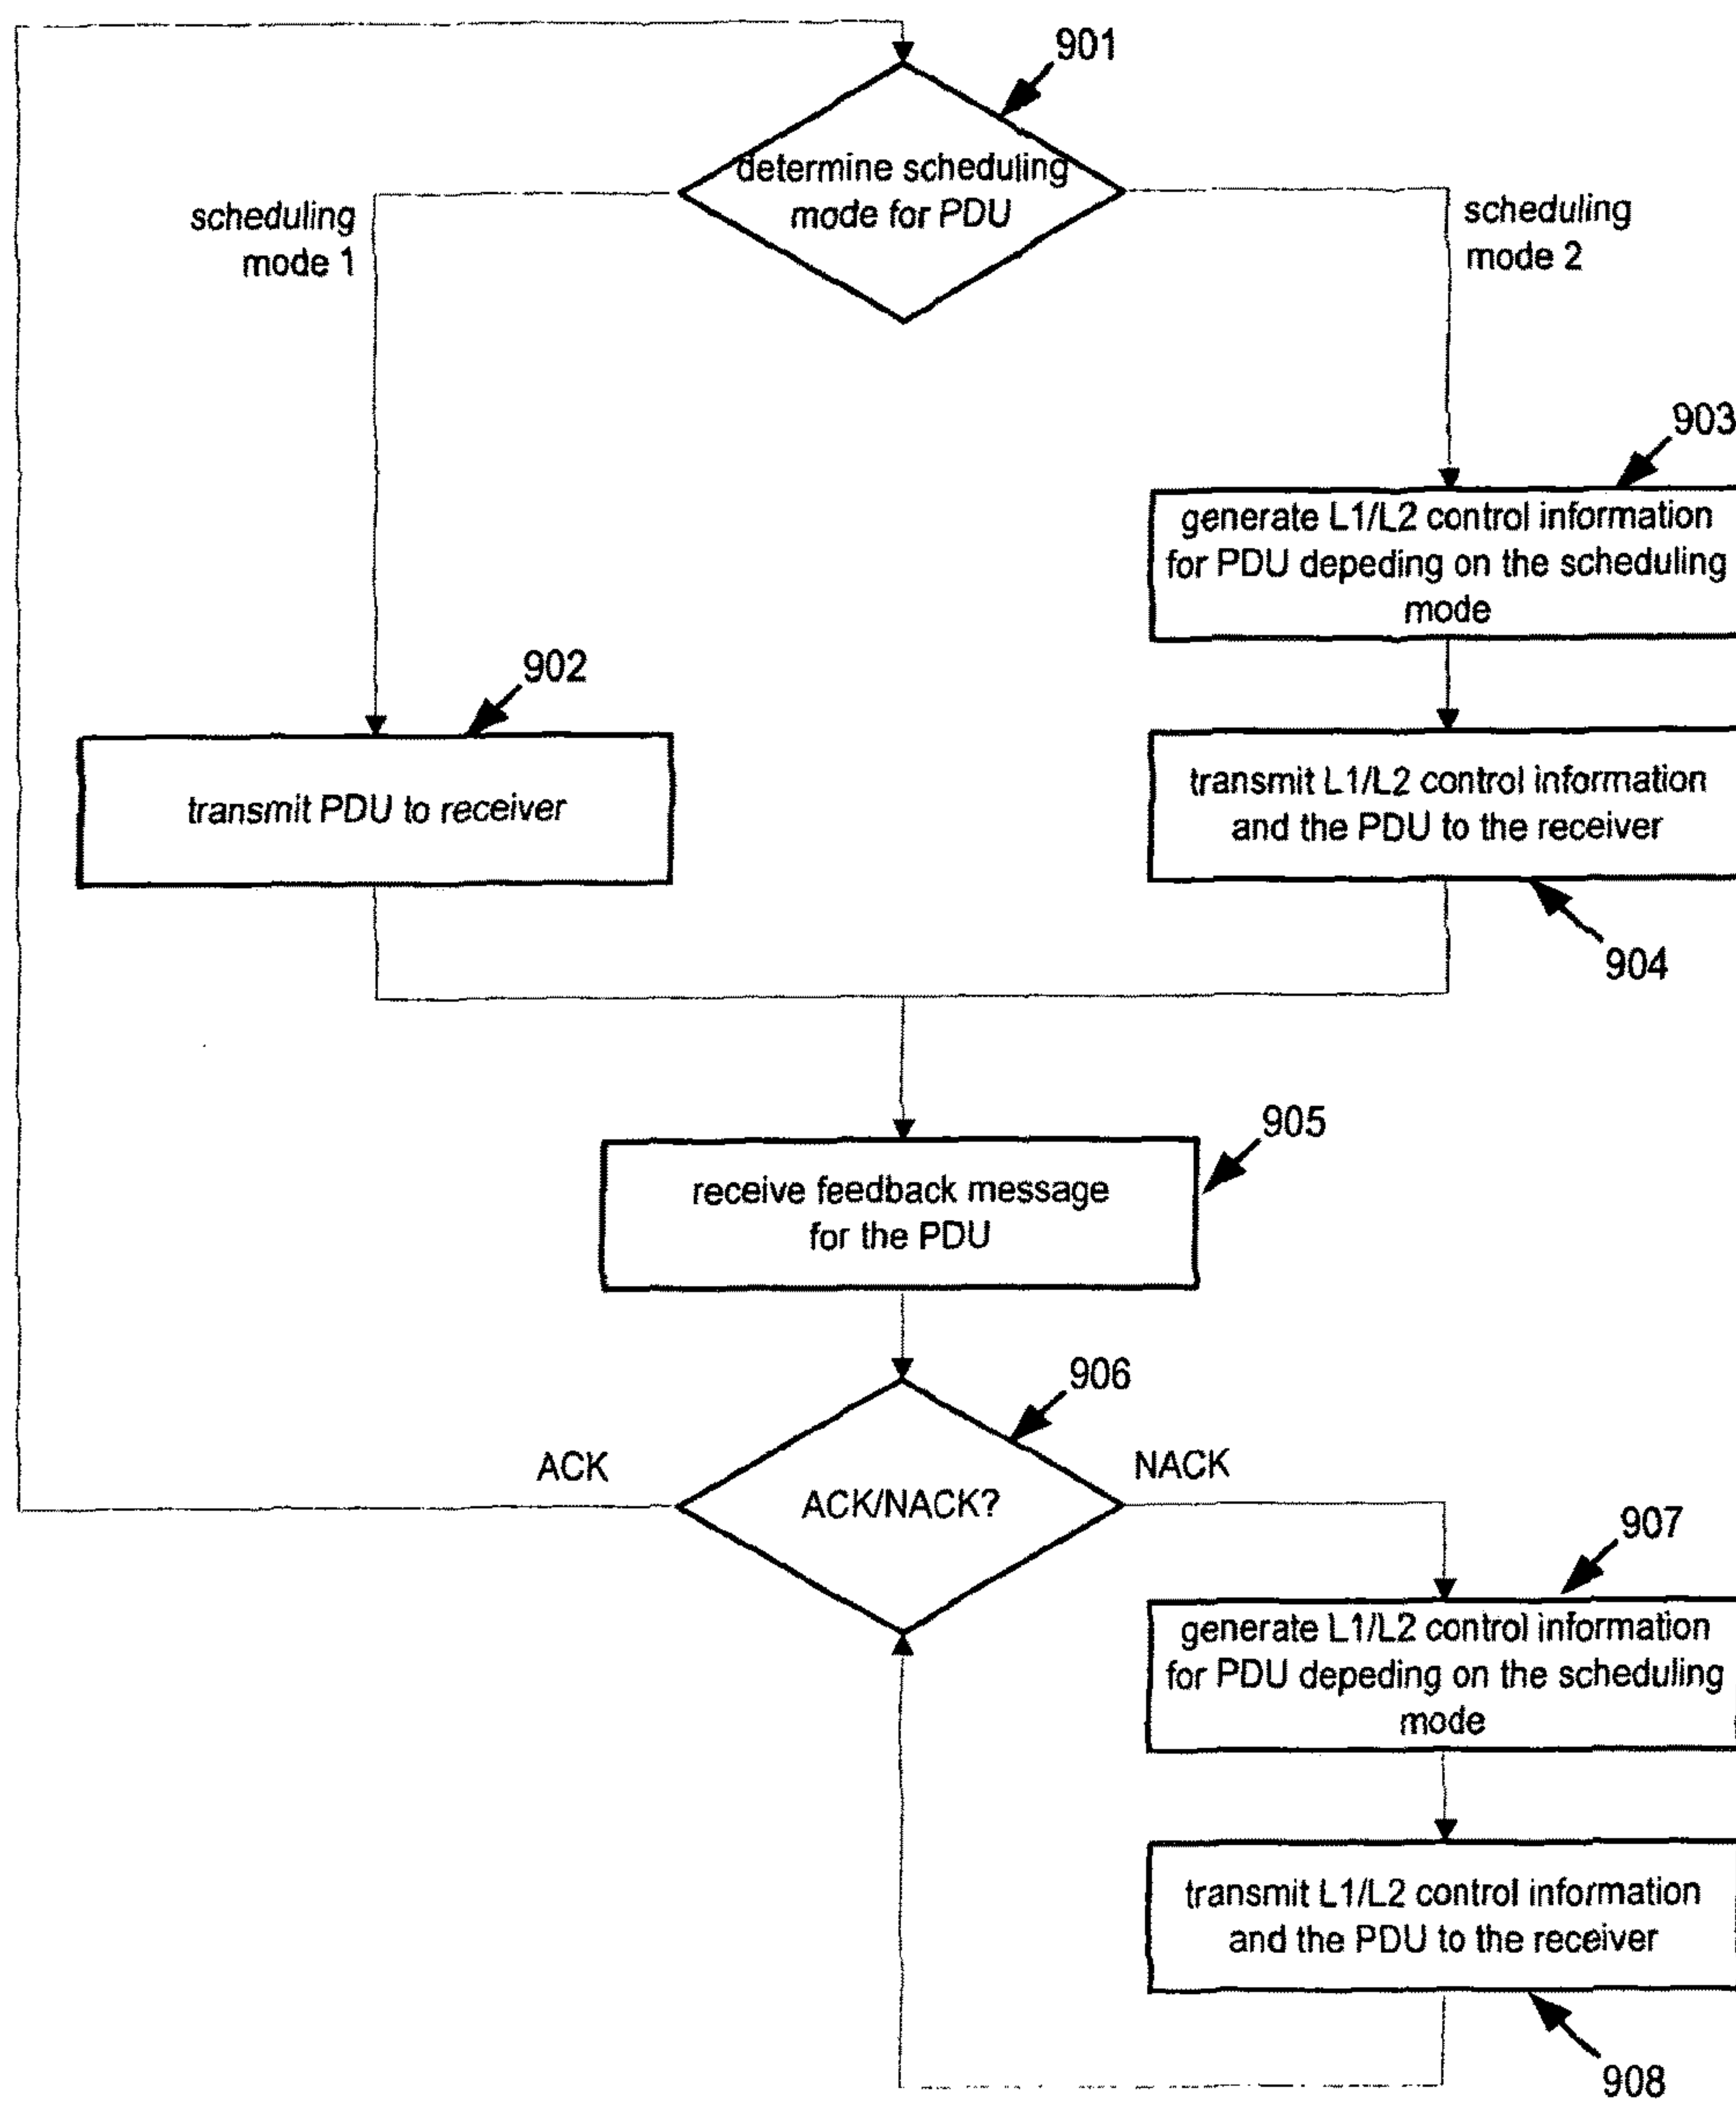 901
determine scheduling
mode for PDU
scheduling
mode 1
scheduling
mode 2
903
generate L1/L2 control information
for PDU depeding on the scheduling
mode
902
transmit PDU to receiver
transmit L1/L2 control information
and the PDU to the receiver
904
905
receive feedback message
for the PDU
906
ACK
NACK
ACK/NACK?
907
generate L1/L2 control information
for PDU depeding on the scheduling
mode
transmit L1/L2 control information
and the PDU to the receiver
908